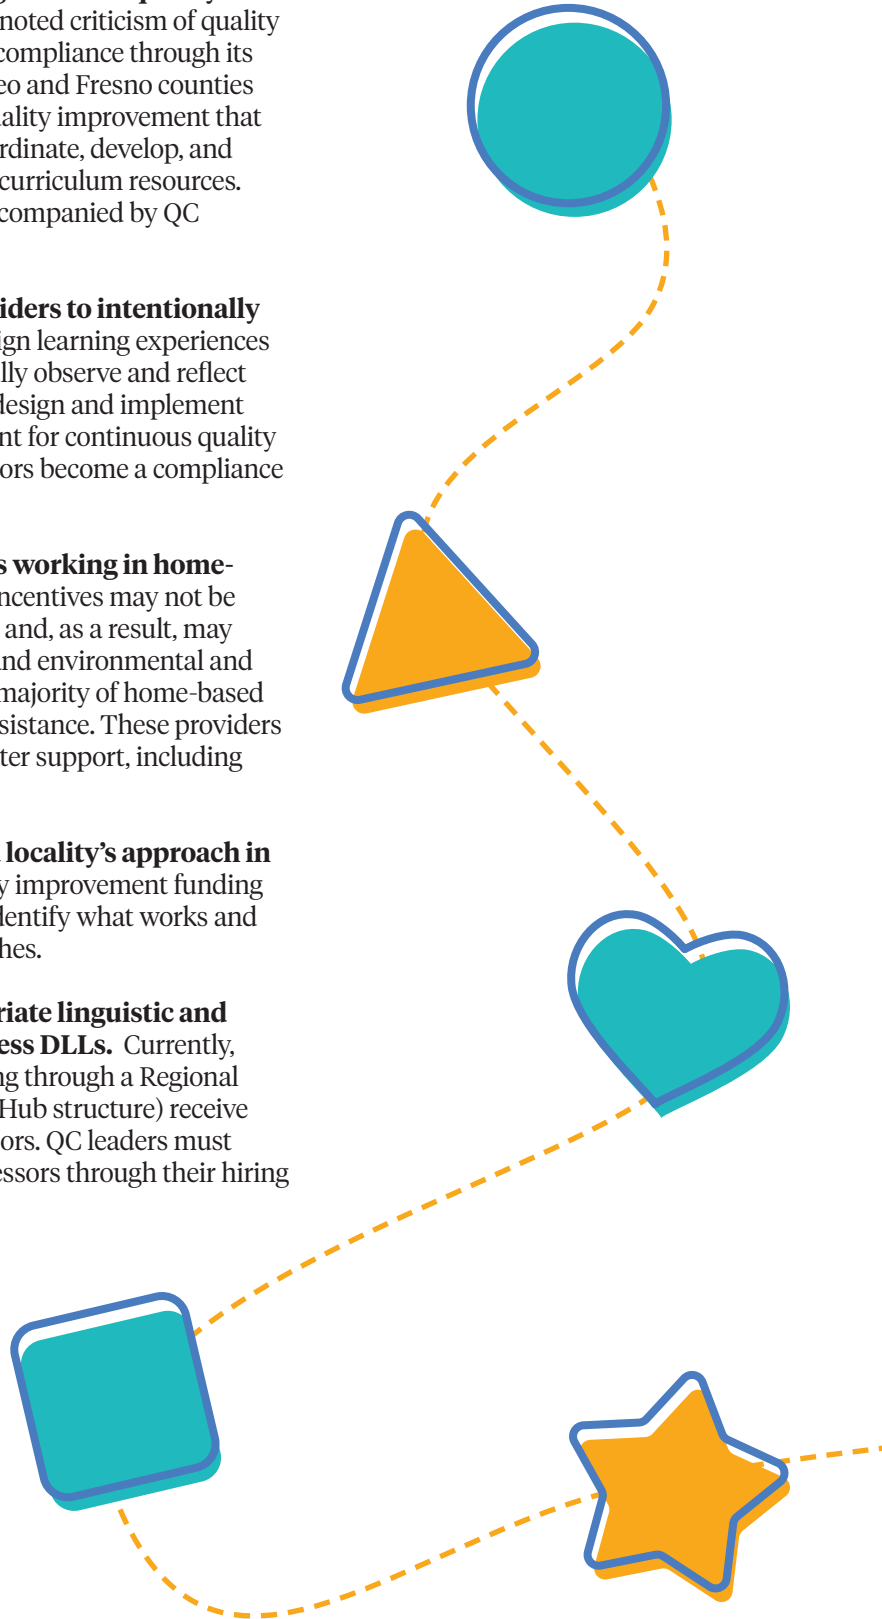 noted criticism of quality
compliance through its
eo and Fresno counties
ality improvement that
rdinate, develop, and
curriculum resources.
companied by QC
iders to intentionally
ign learning experiences
lly observe and reflect
design and implement
nt for continuous quality
ors become a compliance
s working in home-
ncentives may not be
and, as a result, may
and environmental and
majority of home-based
sistance. These providers
ter support, including
locality’s approach in
y improvement funding
dentify what works and
hes.
riate linguistic and
ess DLLs. Currently,
ng through a Regional
Hub structure) receive
ors. QC leaders must
essors through their hiring